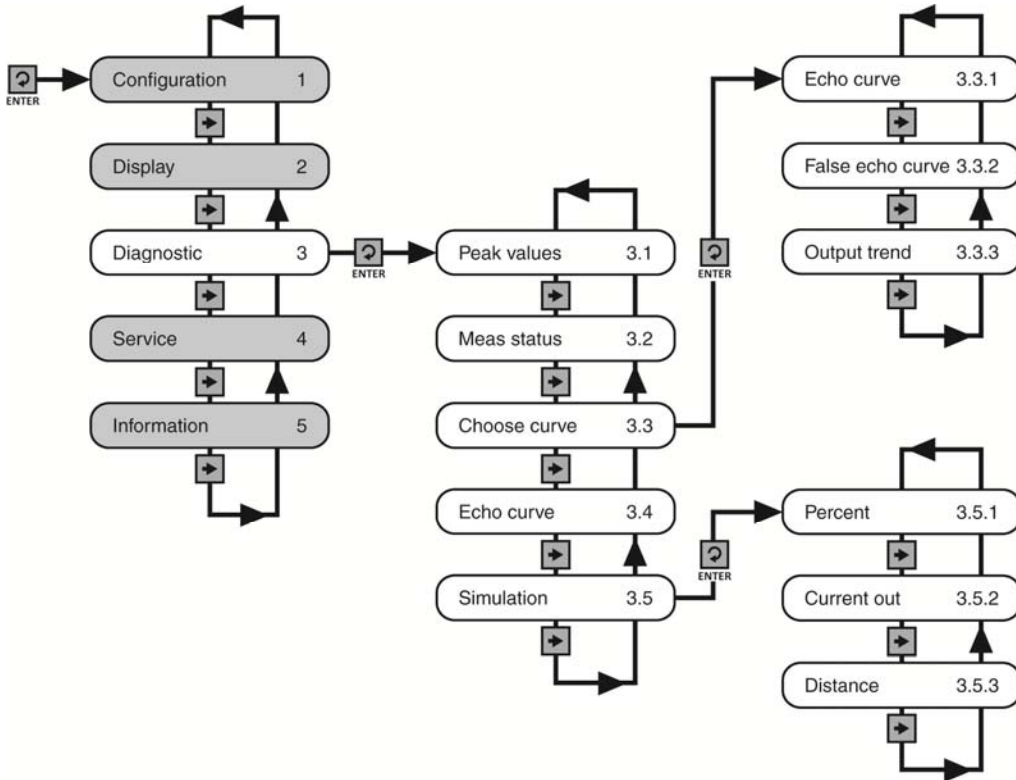 Configuration 1
ENTER
Display 2
Diagnostic 3
ENTER
Service 4
Information 5
Peak values 3.1
Meas status 3.2
Choose curve 3.3
ENTER
Echo curve 3.4
Simulation 3.5
ENTER
Echo curve 3.3.1
False echo curve 3.3.2
Output trend 3.3.3
Percent 3.5.1
Current out 3.5.2
Distance 3.5.3